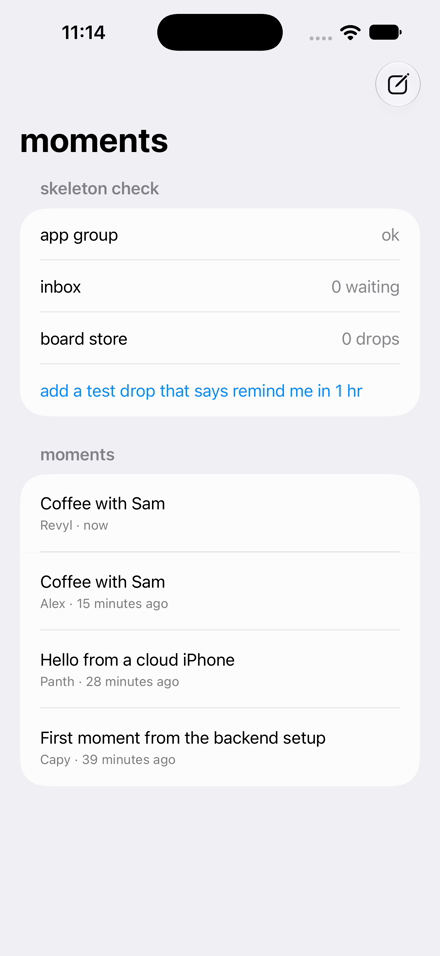 11:14
moments
skeleton check
app group ok
inbox 0 waiting
board store 0 drops
add a test drop that says remind me in 1 hr
moments
Coffee with Sam
Revyl · now
Coffee with Sam
Alex · 15 minutes ago
Hello from a cloud iPhone
Panth · 28 minutes ago
First moment from the backend setup
Capy · 39 minutes ago